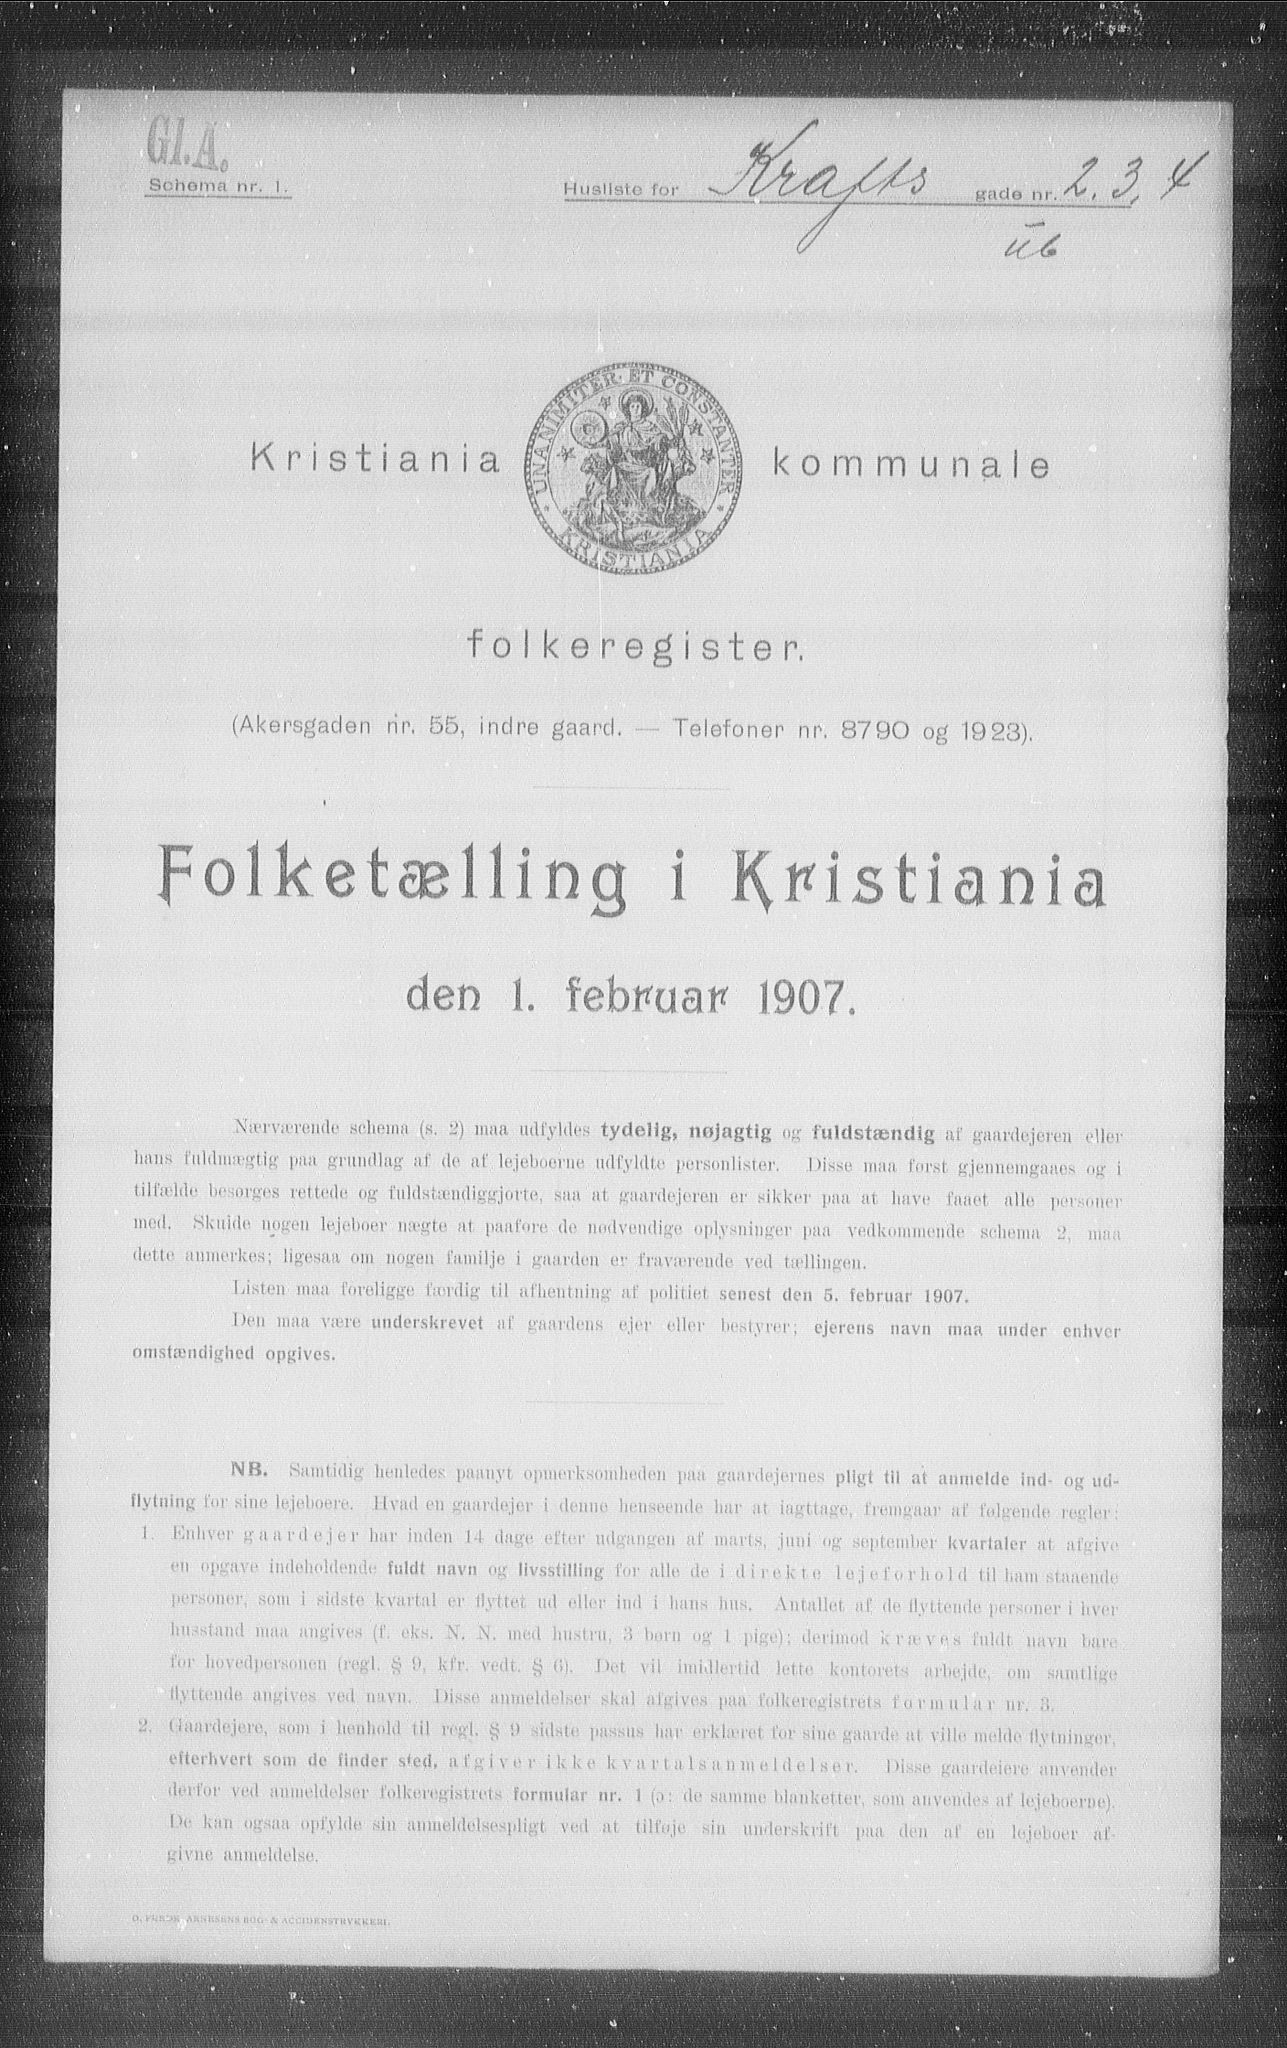 Gl. A.
Schema nr. 1.
Husliste for Krafts gade nr. 2. 3. 4
ub
UNANIMITER ET CONSTANTER
KRISTIANIA
Kristiania kommunale
folkeregister.
(Akersgaden nr. 55, indre gaard. — Telefoner nr. 8790 og 1923).
Folketælling i Kristiania
den 1. februar 1907.
Nærværende schema (s. 2) maa udfyldes tydelig, nøjagtig og fuldstændig af gaardejeren eller
hans fuldmægtig paa grundlag af de af lejeboerne udfyldte personlister. Disse maa først gjennemgaaes og i
tilfælde besørges rettede og fuldstændiggjorte, saa at gaardejeren er sikker paa at have faaet alle personer
med. Skulde nogen lejeboer nægte at paaføre de nødvendige oplysninger paa vedkommende schema 2, maa
dette anmerkes; ligesaa om nogen familje i gaarden er fraværende ved tællingen.
Listen maa foreligge færdig til afhentning af politiet senest den 5. februar 1907.
Den maa være underskrevet af gaardens ejer eller bestyrer; ejerens navn maa under enhver
omstændighed opgives.
NB. Samtidig henledes paanyt opmerksomheden paa gaardejernes pligt til at anmelde ind- og ud-
flytning for sine lejeboere. Hvad en gaardejer i denne henseende har at iagttage, fremgaar af følgende regler:
1. Enhver gaardejer har inden 14 dage efter udgangen af marts, juni og september kvartaler at afgive
en opgave indeholdende fuldt navn og livsstilling for alle de i direkte lejeforhold til ham staaende
personer, som i sidste kvartal er flyttet ud eller ind i hans hus. Antallet af de flyttende personer i hver
husstand maa angives (f. eks. N. N. med hustru, 3 børn og 1 pige); derimod kræves fuldt navn bare
for hovedpersonen (regl. § 9, kfr. vedt. § 6). Det vil imidlertid lette kontorets arbejde, om samtlige
flyttende angives ved navn. Disse anmeldelser skal afgives paa folkeregistrets formular nr. 3.
2. Gaardejere, som i henhold til regl. § 9 sidste passus har erklæret for sine gaarde at ville melde flytninger,
efterhvert som de finder sted, afgiver ikke kvartalsanmeldelser. Disse gaardeiere anvender
derfor ved anmeldelser folkeregistrets formular nr. 1 (ɔ: de samme blanketter, som anvendes af lejeboerne).
De kan ogsaa opfylde sin anmeldelsespligt ved at tilføje sin underskrift paa den af en lejeboer af-
givne anmeldelse.
O. FREDR. ARNESENS BOG- & ACCIDENSTRYKKERI.